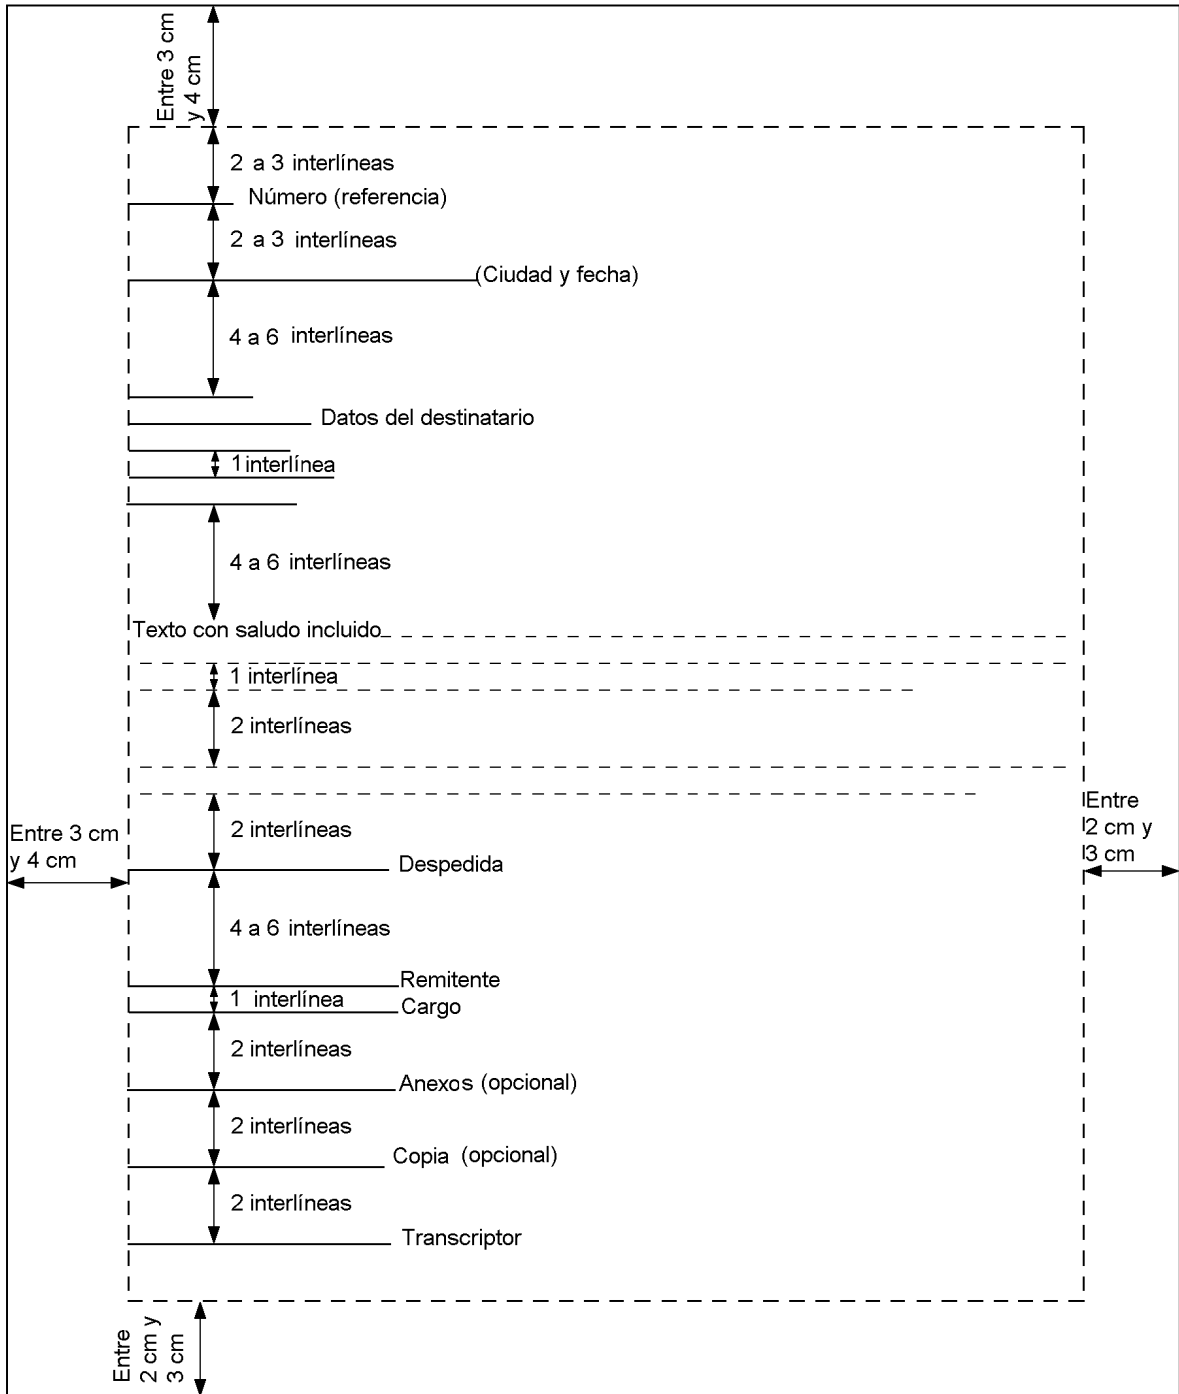 Entre 3 cm
y 4 cm
2 a 3 interlíneas
Número (referencia)
2 a 3 interlíneas
(Ciudad y fecha)
4 a 6 interlíneas
Datos del destinatario
1 interlínea
4 a 6 interlíneas
Texto con saludo incluido
1 interlínea
2 interlíneas
Entre 3 cm
y 4 cm
Entre
2 cm y
3 cm
2 interlíneas
Despedida
4 a 6 interlíneas
Remitente
1 interlínea
Cargo
2 interlíneas
Anexos (opcional)
2 interlíneas
Copia (opcional)
2 interlíneas
Transcriptor
Entre
2 cm y
3 cm